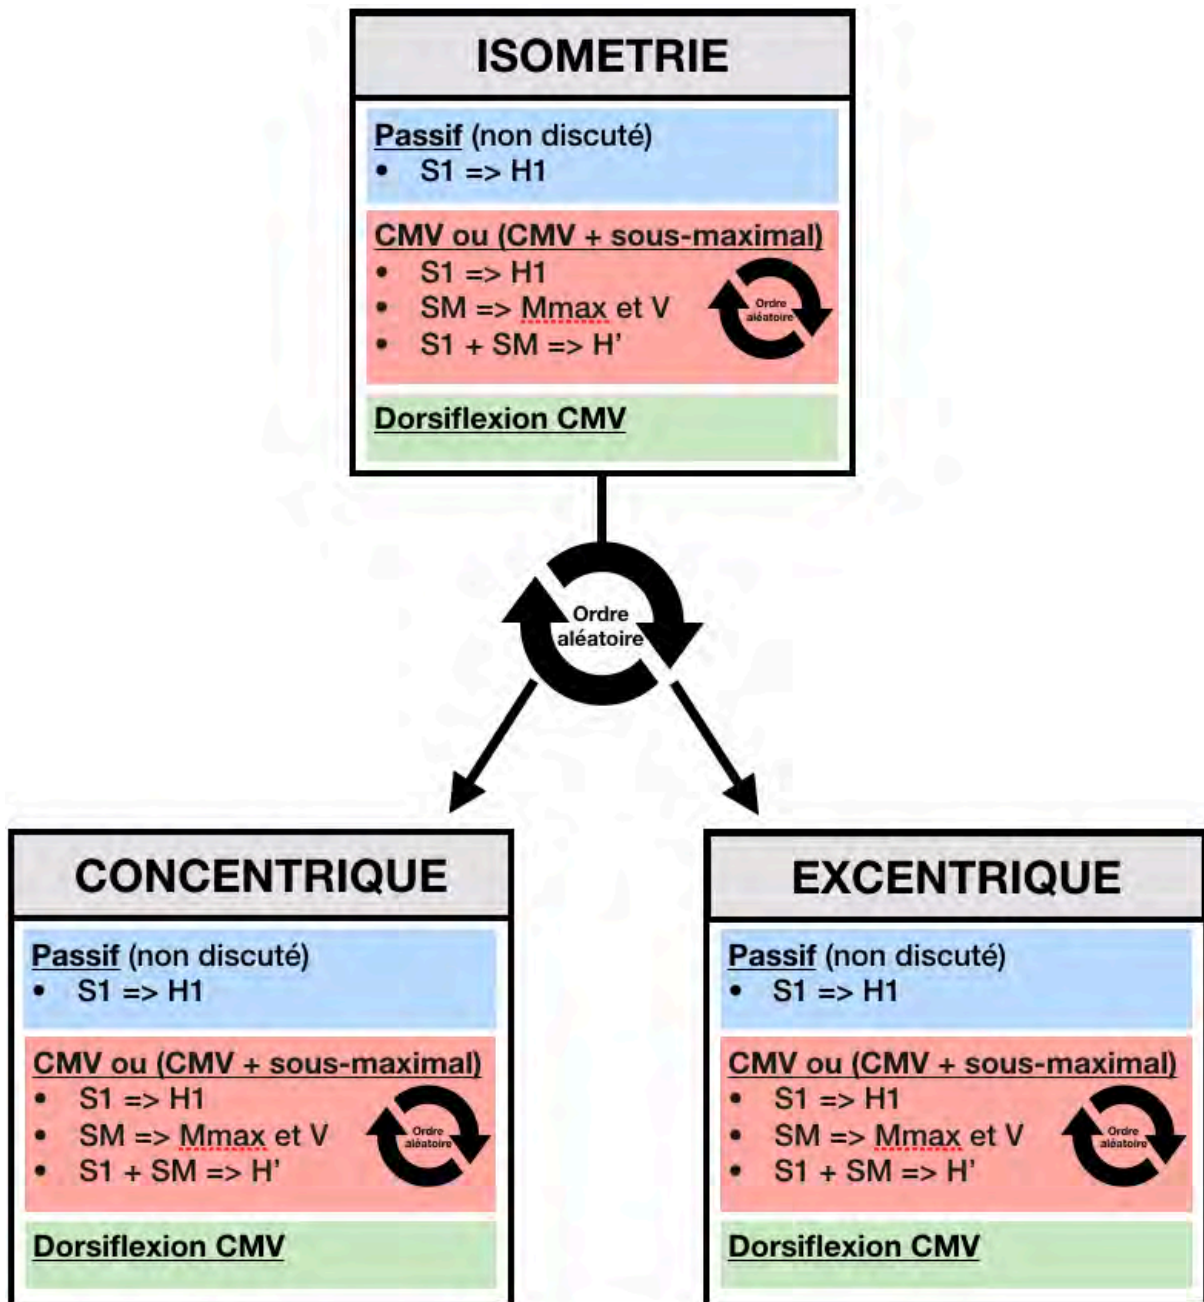 ISOMETRIE
Passif (non discuté)
• S1 => H1
CMV ou (CMV + sous-maximal)
• S1 => H1
• SM => Mmax et V
• S1 + SM => H’
Ordre
aléatoire
Dorsiflexion CMV
Ordre
aléatoire
CONCENTRIQUE
Passif (non discuté)
• S1 => H1
CMV ou (CMV + sous-maximal)
• S1 => H1
• SM => Mmax et V
• S1 + SM => H’
Ordre
aléatoire
Dorsiflexion CMV
EXCENTRIQUE
Passif (non discuté)
• S1 => H1
CMV ou (CMV + sous-maximal)
• S1 => H1
• SM => Mmax et V
• S1 + SM => H’
Ordre
aléatoire
Dorsiflexion CMV